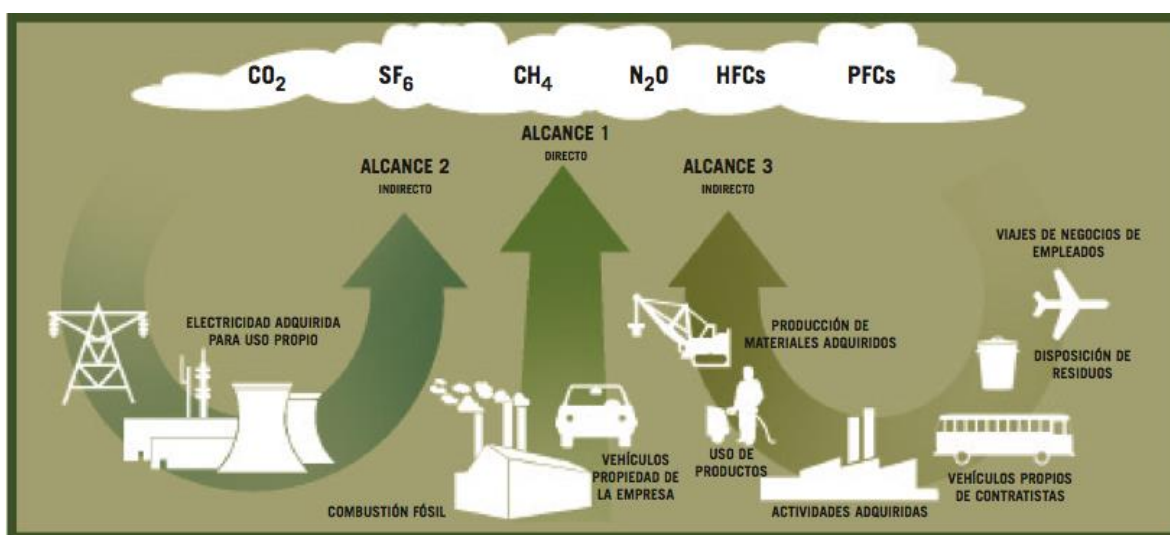 CO₂ SF₆ CH₄ N₂O HFCs PFCs
ALCANCE 1
DIRECTO
ALCANCE 2
INDIRECTO
ALCANCE 3
INDIRECTO
VIAJES DE NEGOCIOS DE
EMPLEADOS
ELECTRICIDAD ADQUIRIDA
PARA USO PROPIO
PRODUCCIÓN DE
MATERIALES ADQUIRIDOS
DISPOSICIÓN DE
RESIDUOS
COMBUSTIÓN FÓSIL
VEHÍCULOS
PROPIEDAD DE
LA EMPRESA
USO DE
PRODUCTOS
ACTIVIDADES ADQUIRIDAS
VEHÍCULOS PROPIOS
DE CONTRATISTAS